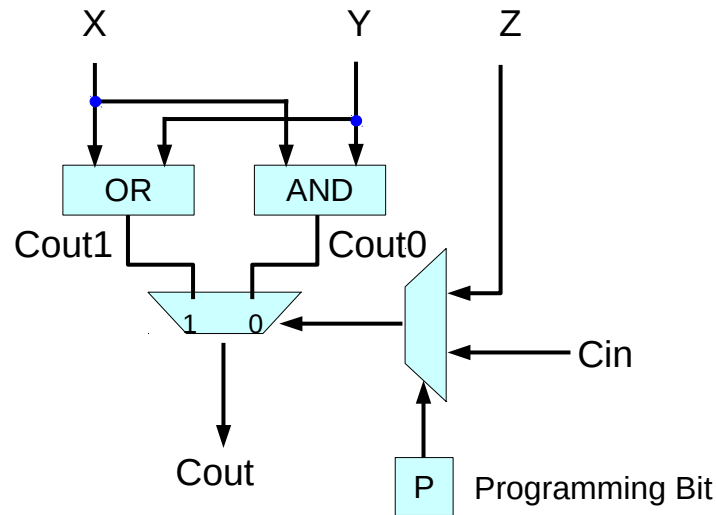 X Y Z
OR AND
Cout1 Cout0
1 0
Cin
Cout
P Programming Bit